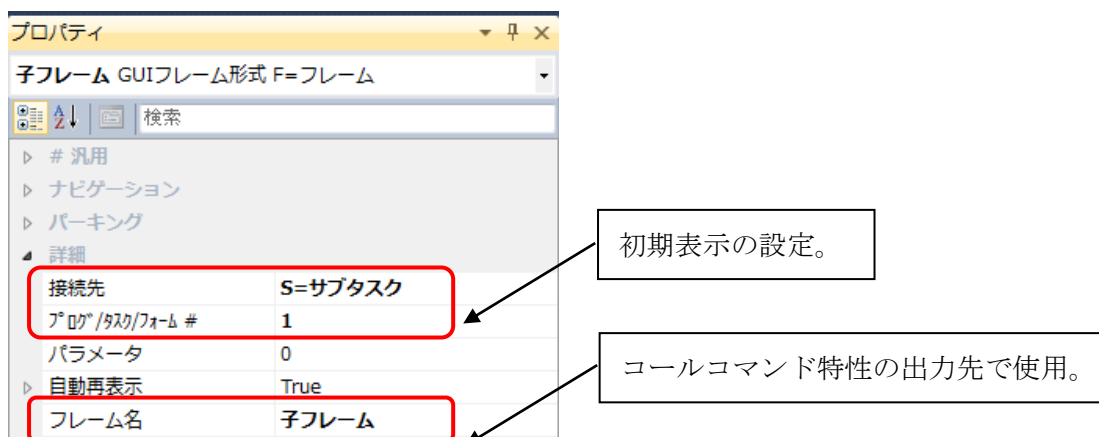 プロパティ
子フレーム GUIフレーム形式 F=フレーム
検索
# 汎用
ナビゲーション
パーキング
詳細
接続先 S=サブタスク
ﾌﾟﾛｸﾞ/ﾀｽｸ/ﾌｫｰﾑ # 1
パラメータ 0
自動再表示 True
フレーム名 子フレーム
初期表示の設定。
コールコマンド特性の出力先で使用。